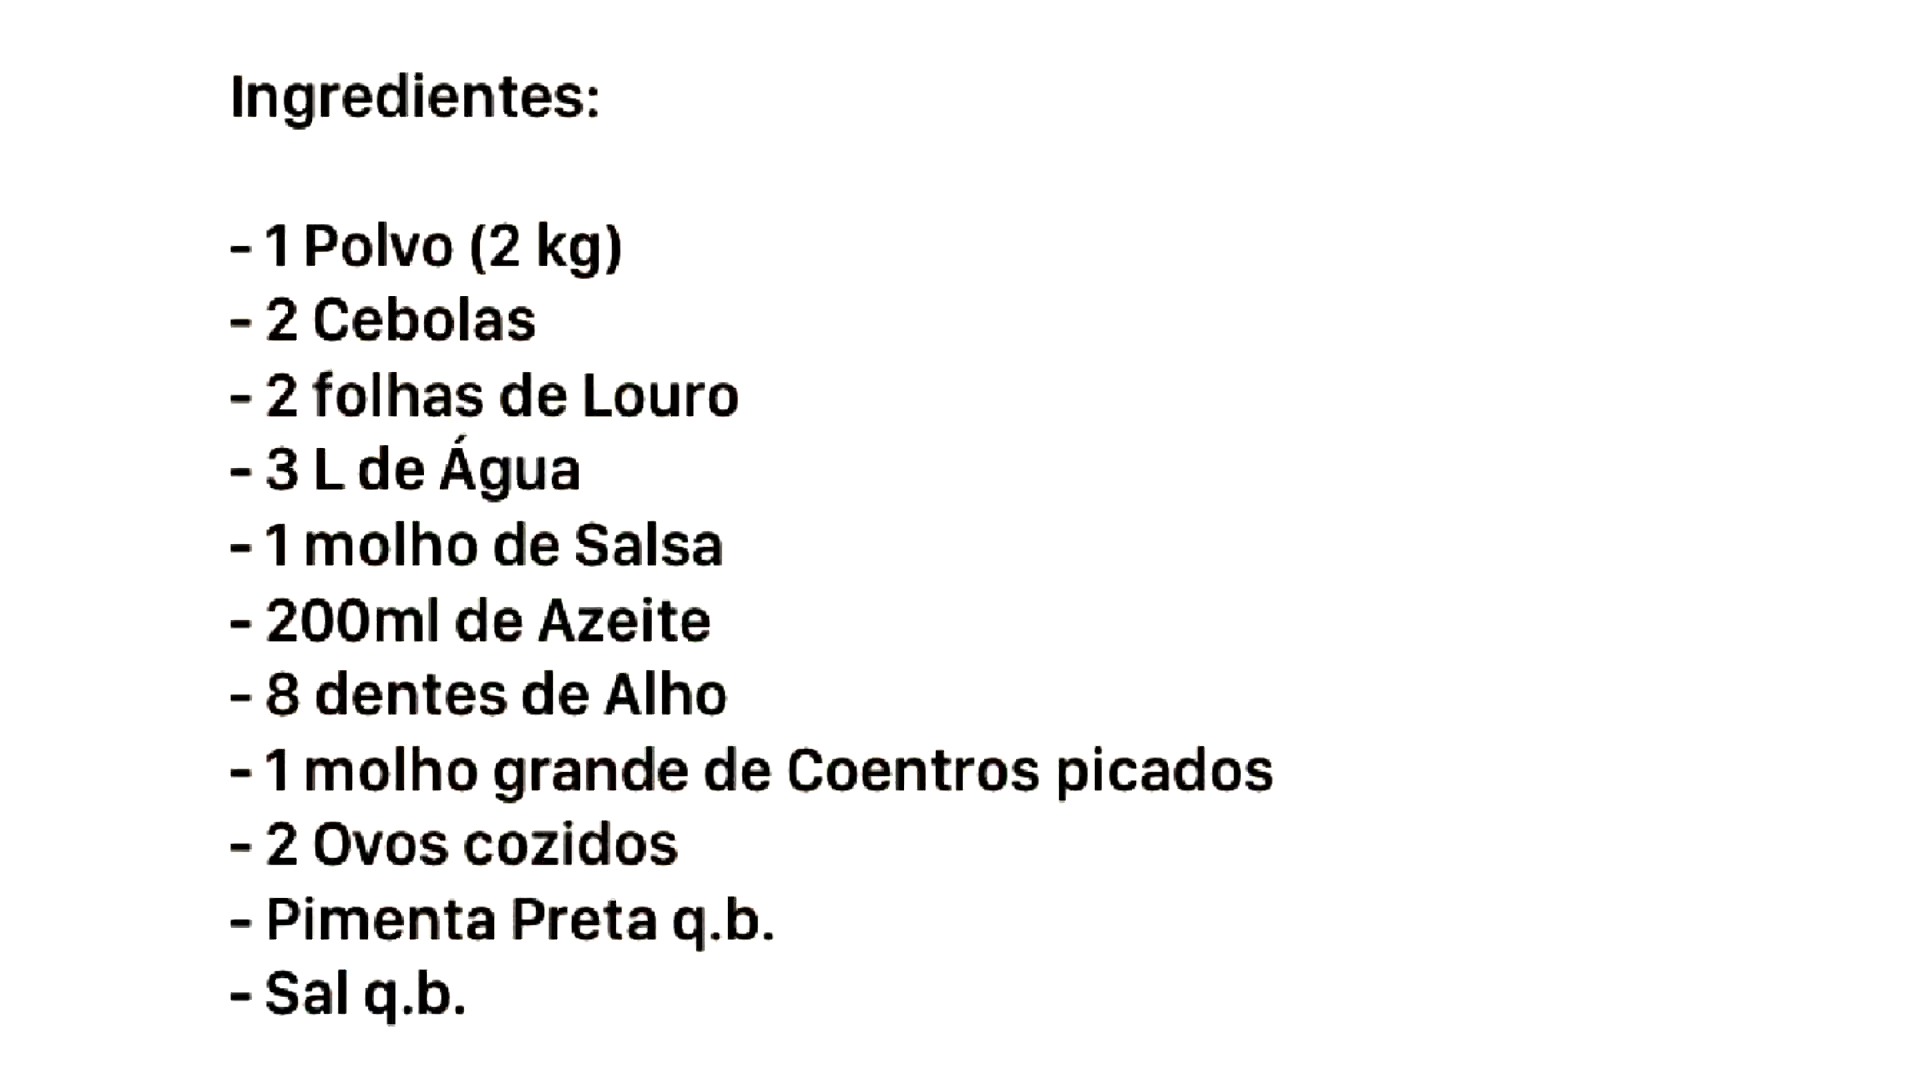 Ingredientes:
- 1 Polvo (2 kg)
- 2 Cebolas
- 2 folhas de Louro
- 3 L de Água
- 1 molho de Salsa
- 200ml de Azeite
- 8 dentes de Alho
- 1 molho grande de Coentros picados
- 2 Ovos cozidos
- Pimenta Preta q.b.
- Sal q.b.